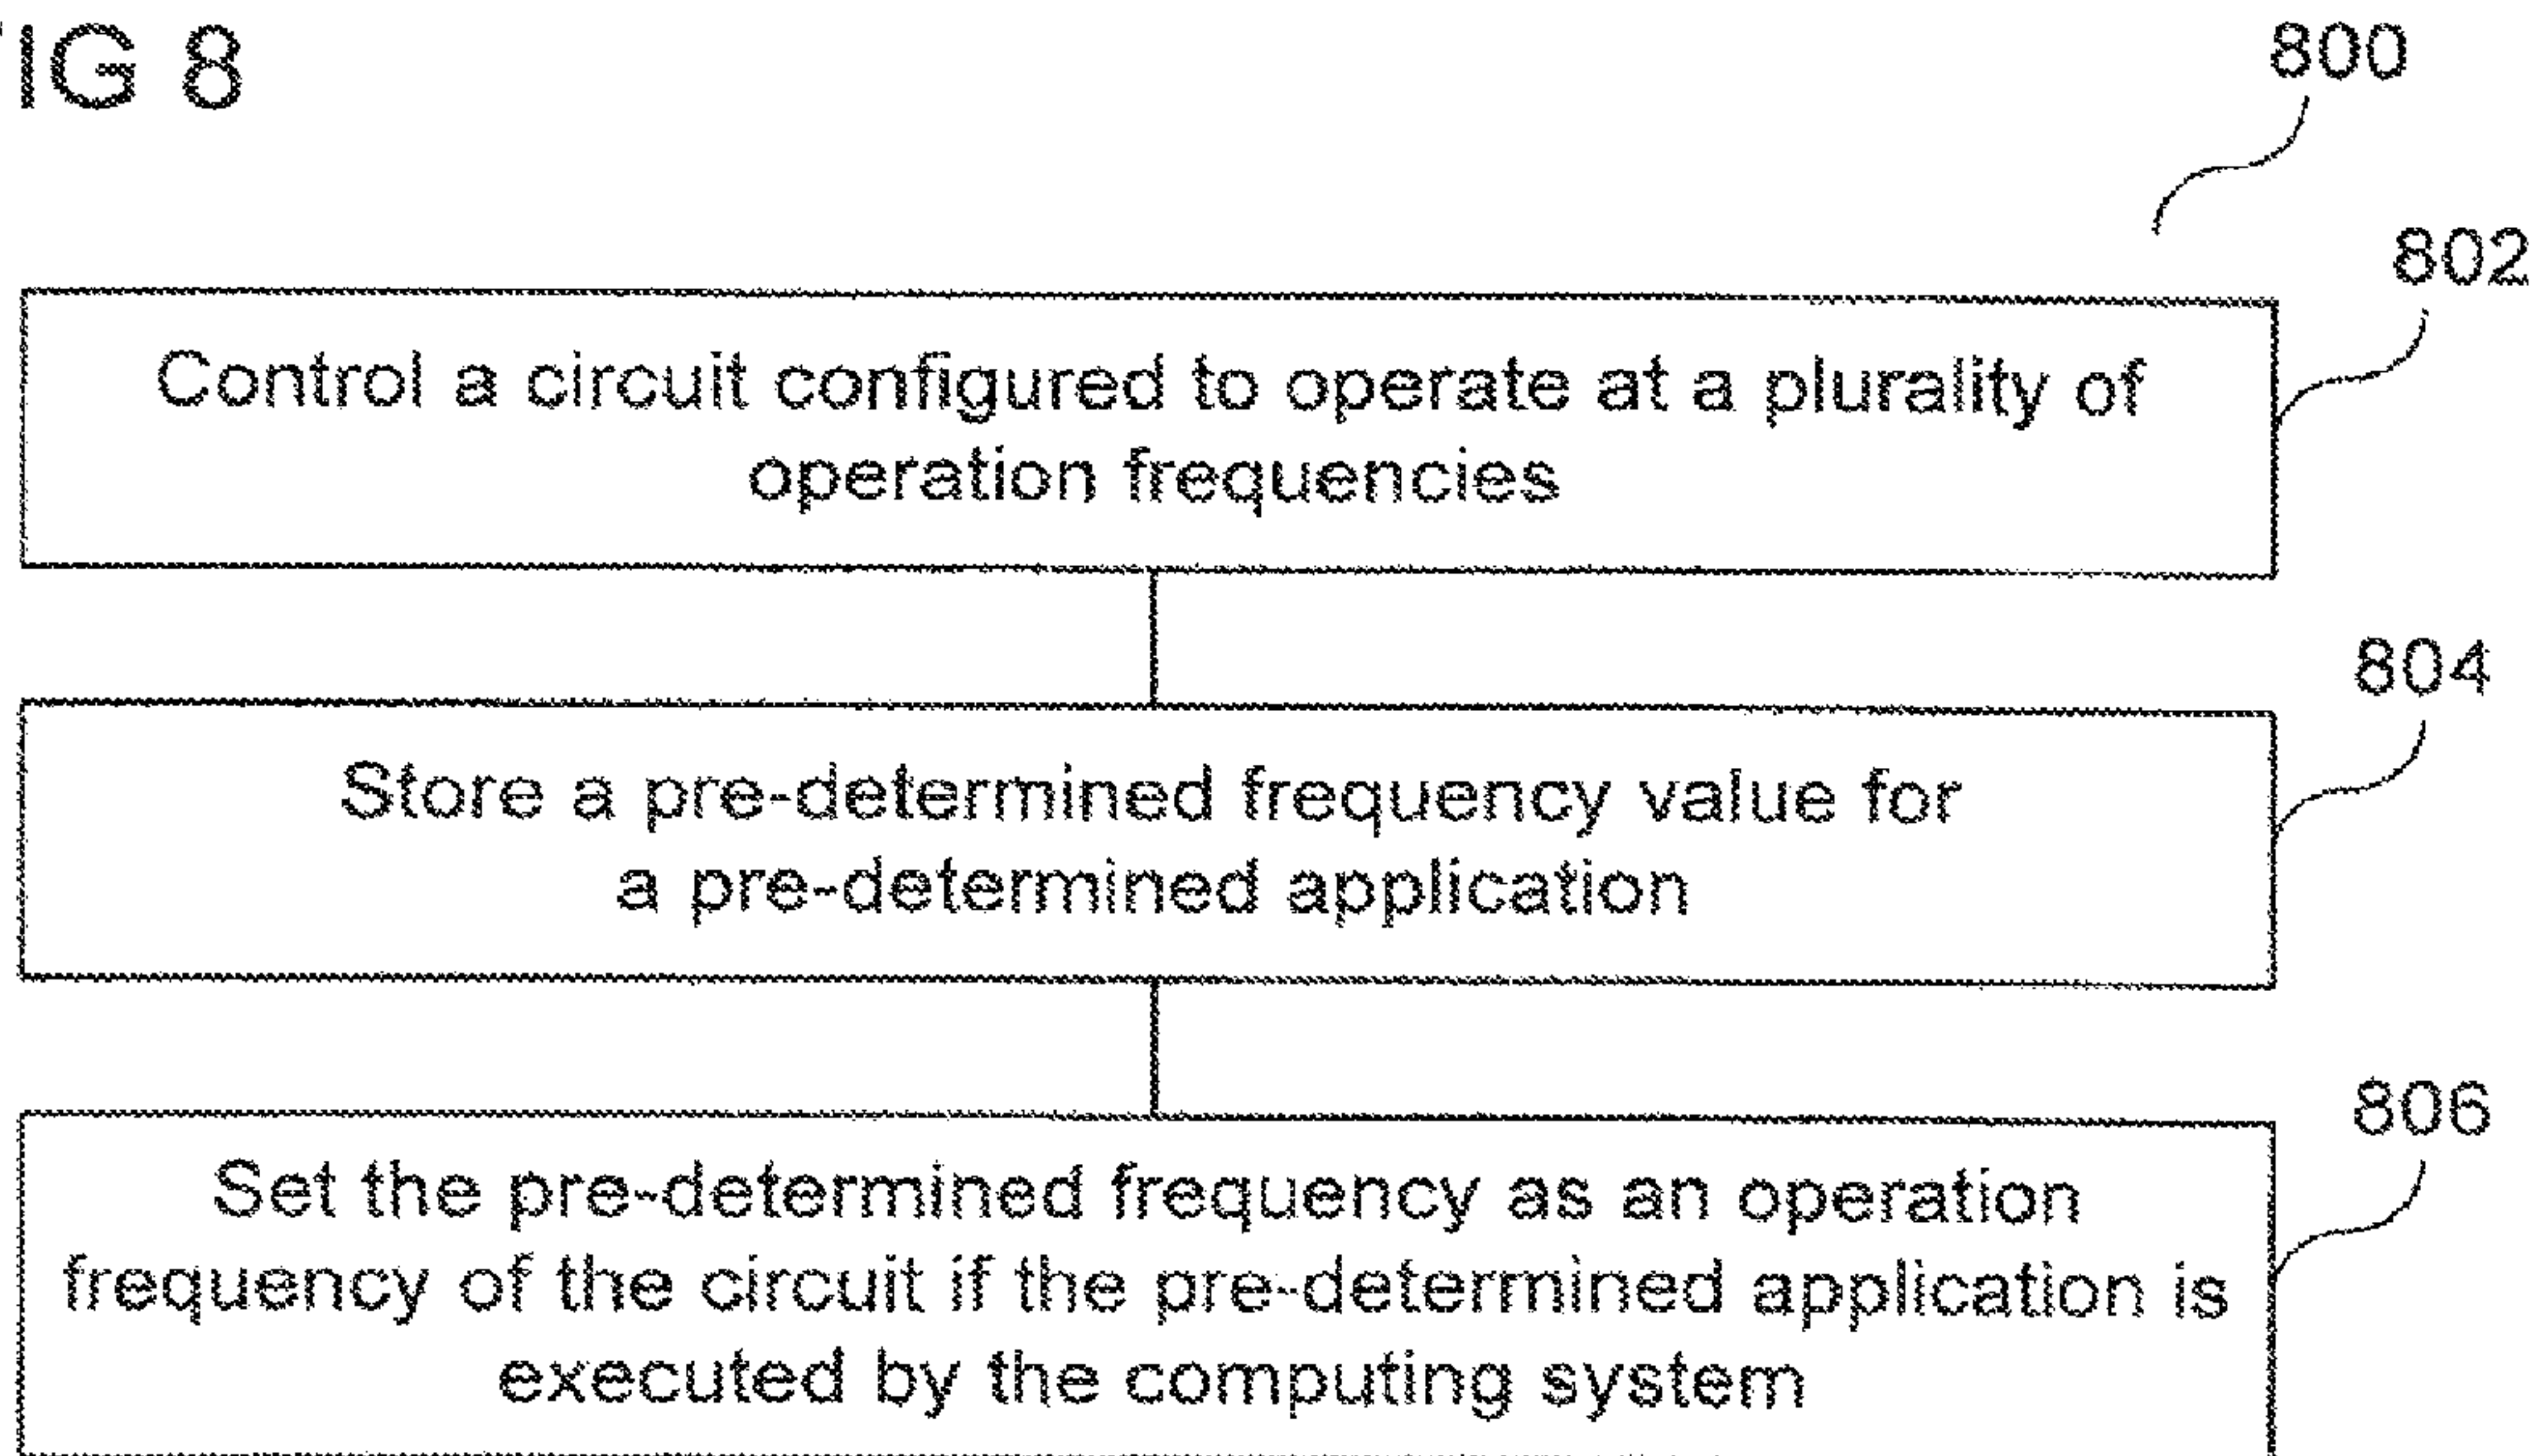 FIG 8
800
802
Control a circuit configured to operate at a plurality of
operation frequencies
804
Store a pre-determined frequency value for
a pre-determined application
806
Set the pre-determined frequency as an operation
frequency of the circuit if the pre-determined application is
executed by the computing system